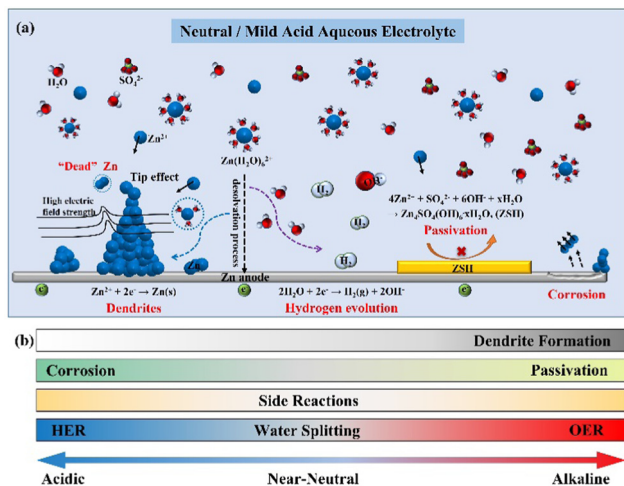 (a)
Neutral / Mild Acid Aqueous Electrolyte
H₂O
SO₄²⁻
Zn²⁺
Zn(H₂O)₆²⁻
"Dead" Zn
Tip effect
High electric
field strength
desolvation process
H₂
H₂
H₂
4Zn²⁺ + SO₄²⁻ + 6OH⁻ + xH₂O
→ Zn₄SO₄(OH)₆·xH₂O, (ZSH)
Passivation
Zn
Zn anode
ZSH
Corrosion
e⁻
e⁻
e⁻
Zn²⁺ + 2e⁻ → Zn(s)
2H₂O + 2e⁻ → H₂(g) + 2OH⁻
Dendrites
Hydrogen evolution
(b)
Dendrite Formation
Corrosion
Passivation
Side Reactions
HER
Water Splitting
OER
Acidic
Near-Neutral
Alkaline